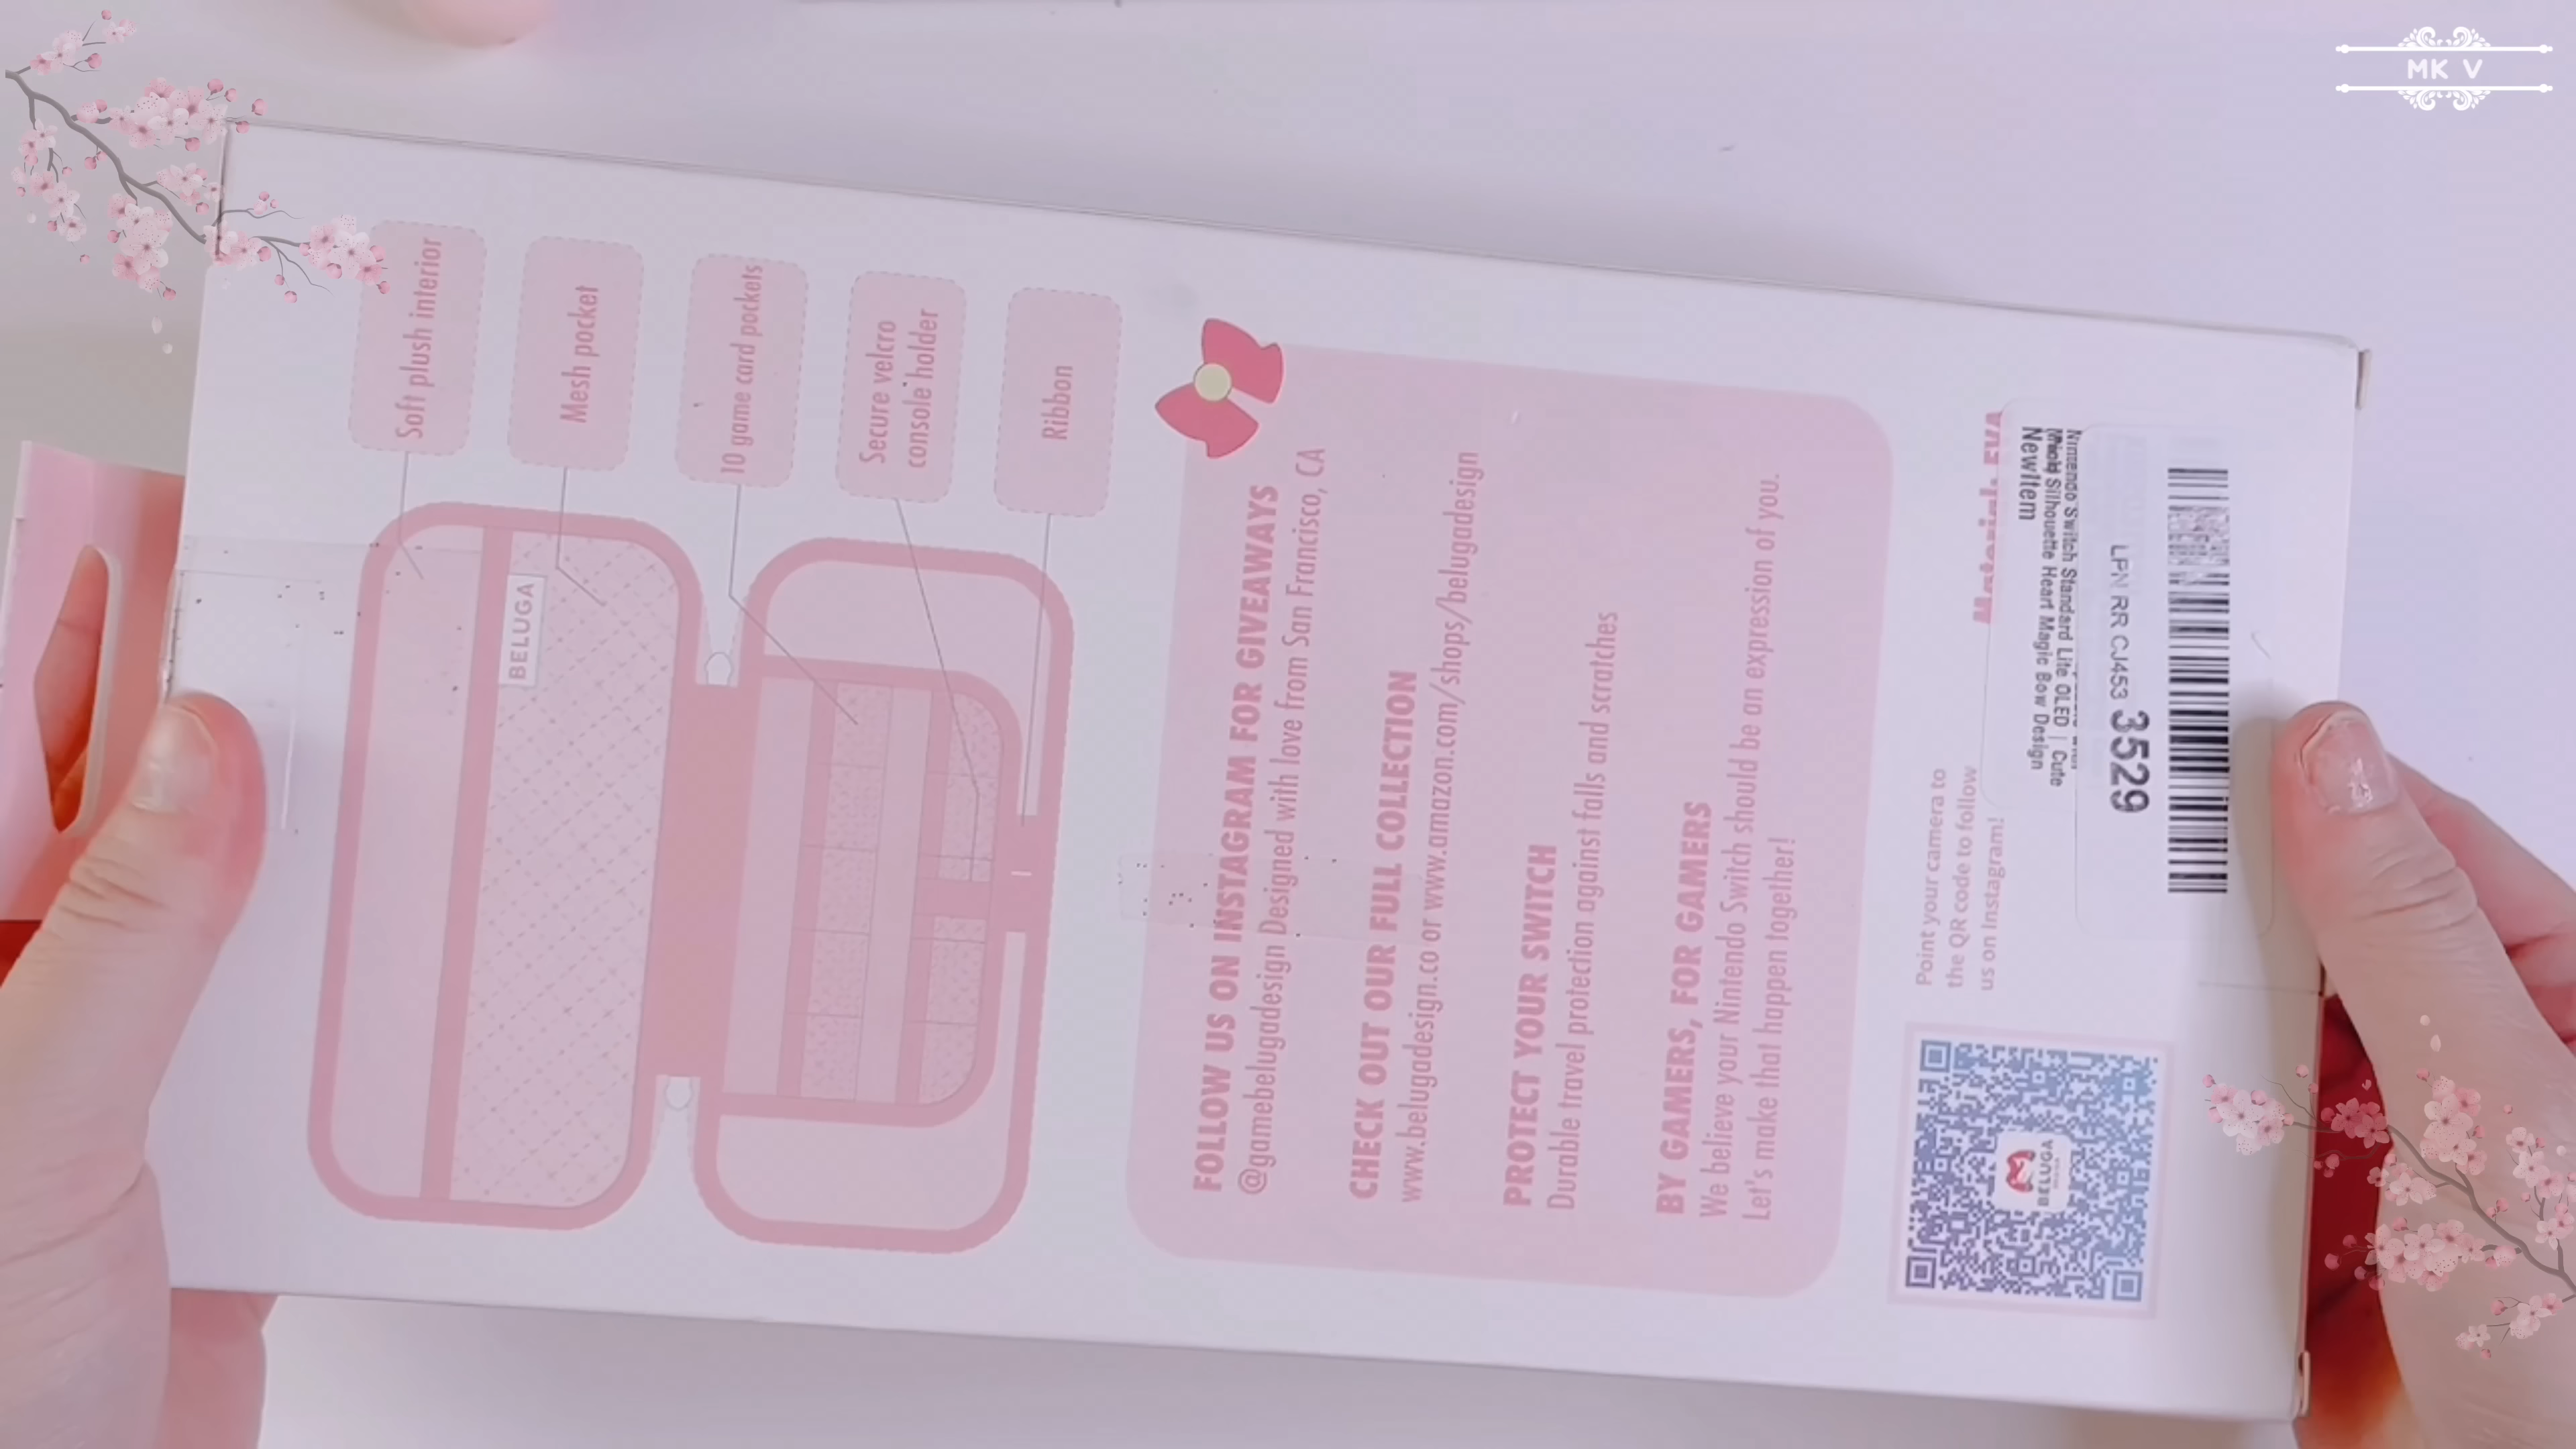 MK V
Soft plush interior
Mesh pocket
10 game card pockets
Secure velcro
console holder
Ribbon
BELUGA
FOLLOW US ON INSTAGRAM FOR GIVEAWAYS
@gamebelugadesign Designed with love from San Francisco, CA
CHECK OUT OUR FULL COLLECTION
www.belugadesign.co or www.amazon.com/shops/belugadesign
PROTECT YOUR SWITCH
Durable travel protection against falls and scratches
BY GAMERS, FOR GAMERS
We believe your Nintendo Switch should be an expression of you.
Let's make that happen together!
Material: EVA
Point your camera to
the QR code to follow
us on Instagram!
BELUGA
LPN RR CJ453 3529
Nintendo Switch Standard Lite OLED | Cute
Silhouette Heart Magic Bow Design
NewItem